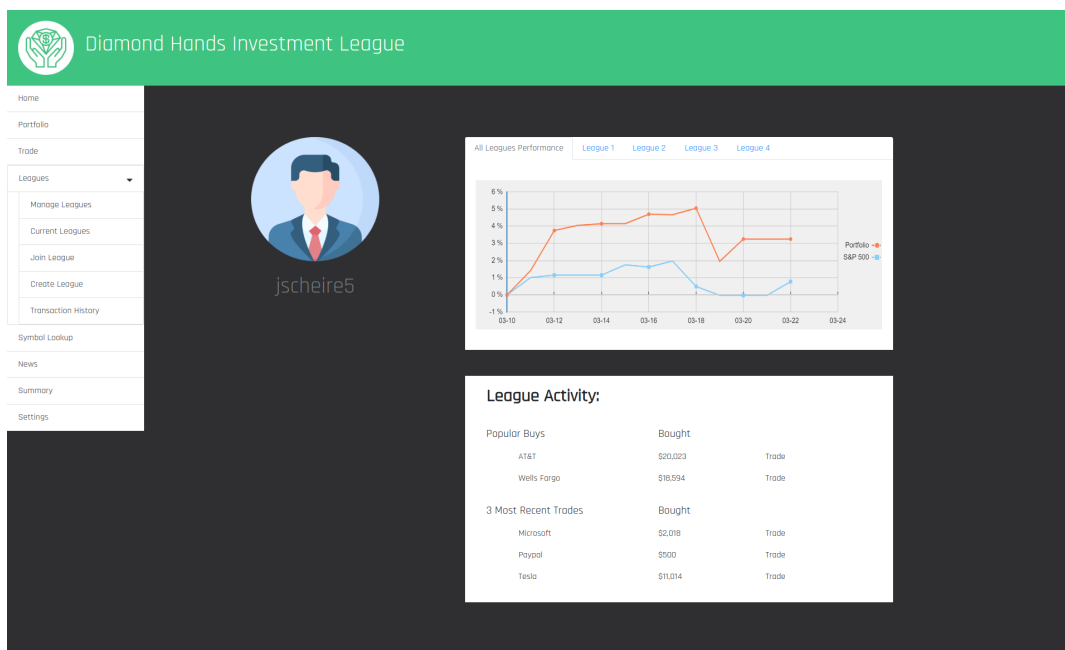 Diamond Hands Investment League
Home
Portfolio
Trade
Leagues
Manage Leagues
Current Leagues
Join League
Create League
Transaction History
Symbol Lookup
News
Summary
Settings
jscheire5
All Leagues Performance League 1 League 2 League 3 League 4
6 %
5 %
4 %
3 %
2 %
1 %
0 %
-1 %
03-10 03-12 03-14 03-16 03-18 03-20 03-22 03-24
Portfolio
S&P 500
League Activity:
Popular Buys Bought
AT&T $20,023 Trade
Wells Fargo $18,594 Trade
3 Most Recent Trades Bought
Microsoft $2,018 Trade
Paypal $500 Trade
Tesla $11,014 Trade